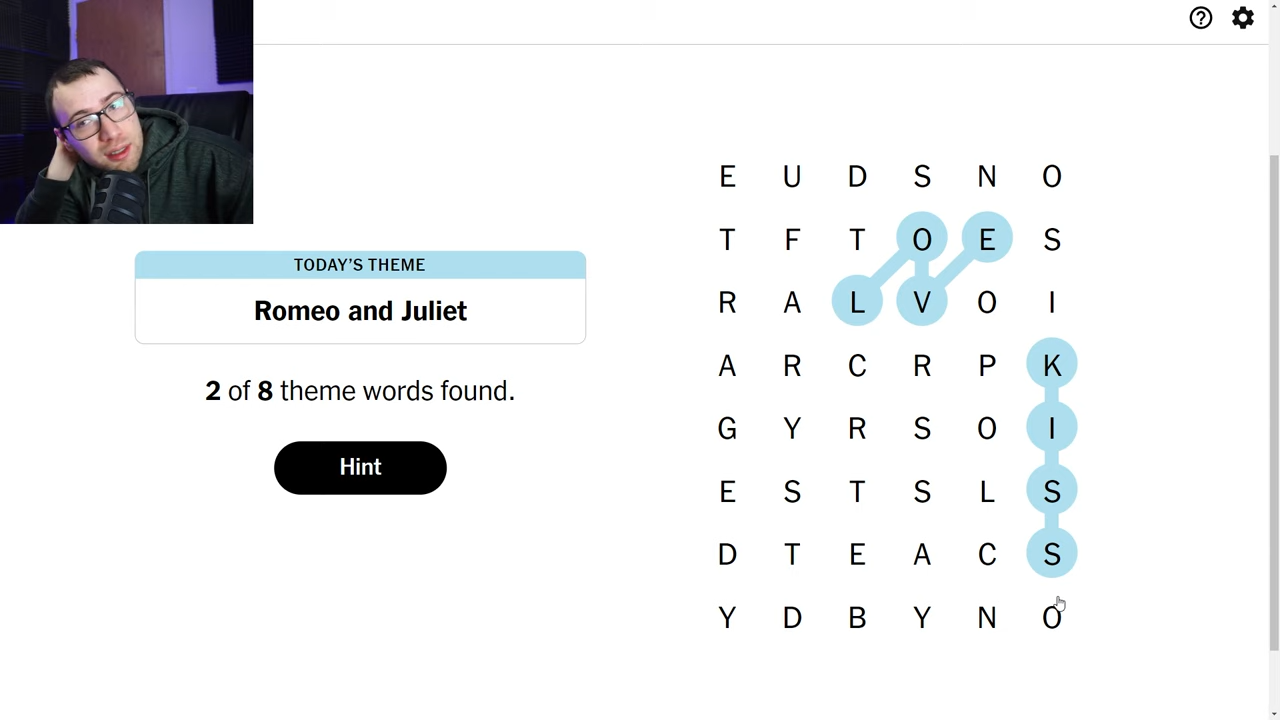 TODAY'S THEME
Romeo and Juliet
2 of 8 theme words found.
Hint
E U D S N O
T F T O E S
R A L V O I
A R C R P K
G Y R S O I
E S T S L S
D T E A C S
Y D B Y N O